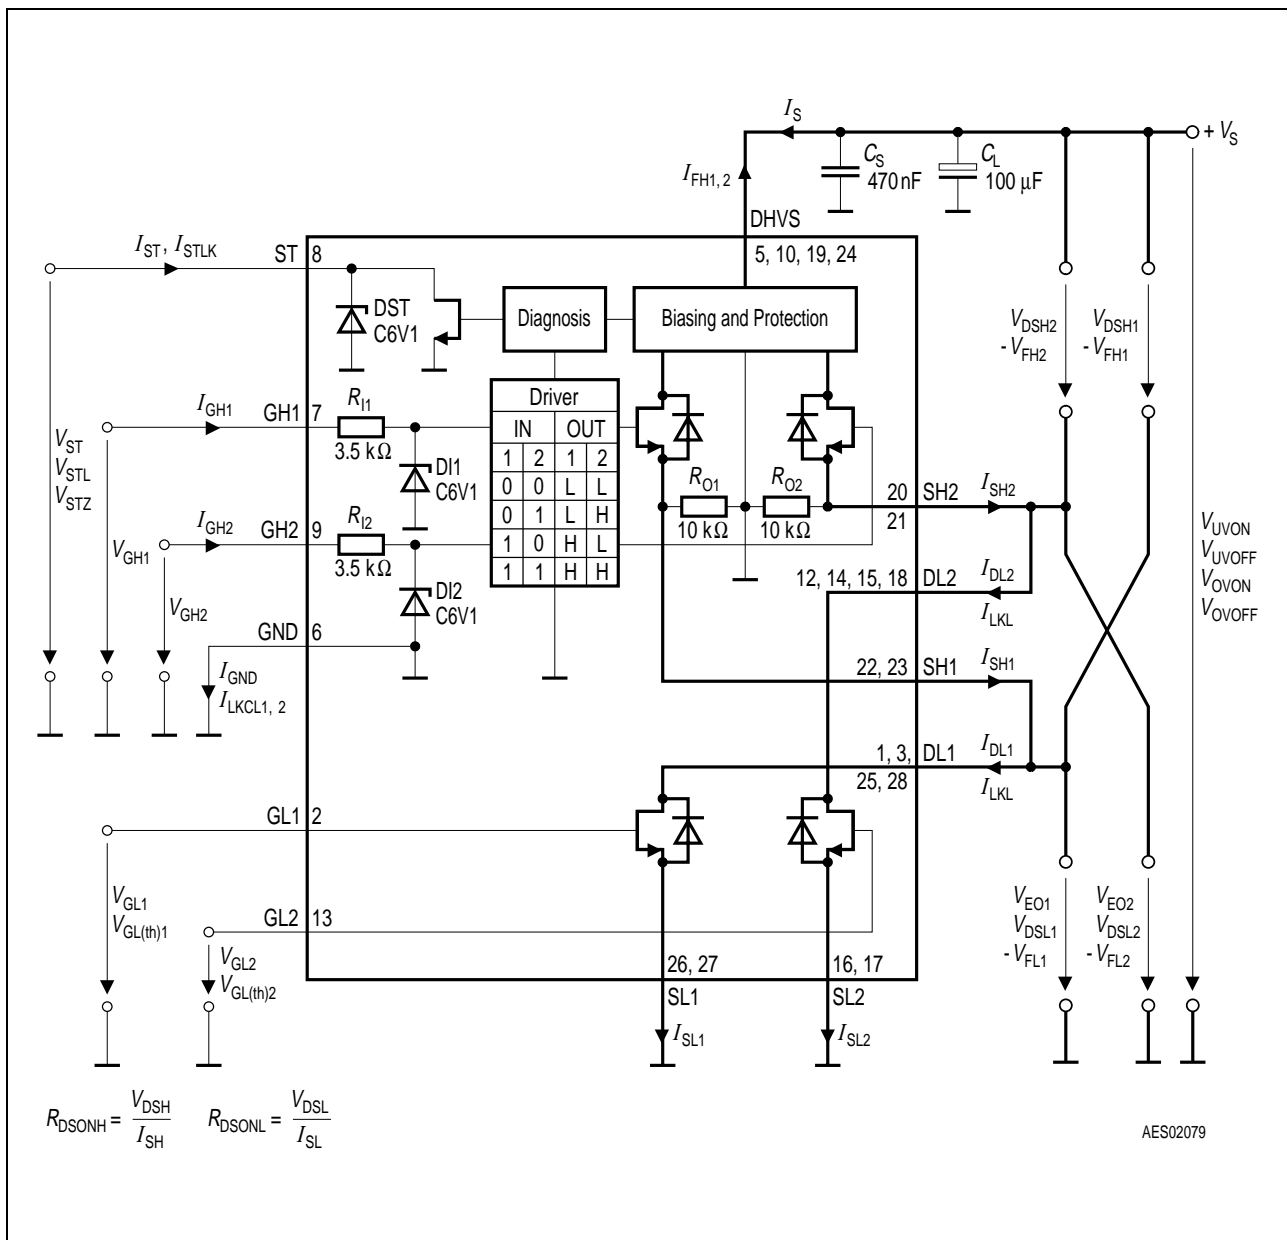 I_S
+ V_S
C_S
470 nF
C_L
100 µF
I_FH1, 2
DHVS
5, 10, 19, 24
I_ST, I_STLK
ST
8
DST
C6V1
Diagnosis
Biasing and Protection
V_DSH2
- V_FH2
V_DSH1
- V_FH1
I_GH1
GH1
7
R_I1
3.5 kΩ
DI1
C6V1
Driver
IN OUT
1 2 1 2
0 0 L L
0 1 L H
1 0 H L
1 1 H H
V_ST
V_STL
V_STZ
I_GH2
GH2
9
R_I2
3.5 kΩ
DI2
C6V1
V_GH1
V_GH2
R_O1
10 kΩ
R_O2
10 kΩ
20
21
SH2
I_SH2
12, 14, 15, 18
DL2
I_DL2
I_LKL
V_UVON
V_UVOFF
V_OVON
V_OVOFF
GND
6
I_GND
I_LKCL1, 2
22, 23
SH1
I_SH1
1, 3,
25, 28
DL1
I_DL1
I_LKL
GL1
2
V_GL1
V_GL(th)1
GL2
13
V_GL2
V_GL(th)2
V_EO1
V_DSL1
- V_FL1
V_EO2
V_DSL2
- V_FL2
26, 27
SL1
I_SL1
16, 17
SL2
I_SL2
R_DSONH = V_DSH / I_SH
R_DSONL = V_DSL / I_SL
AES02079